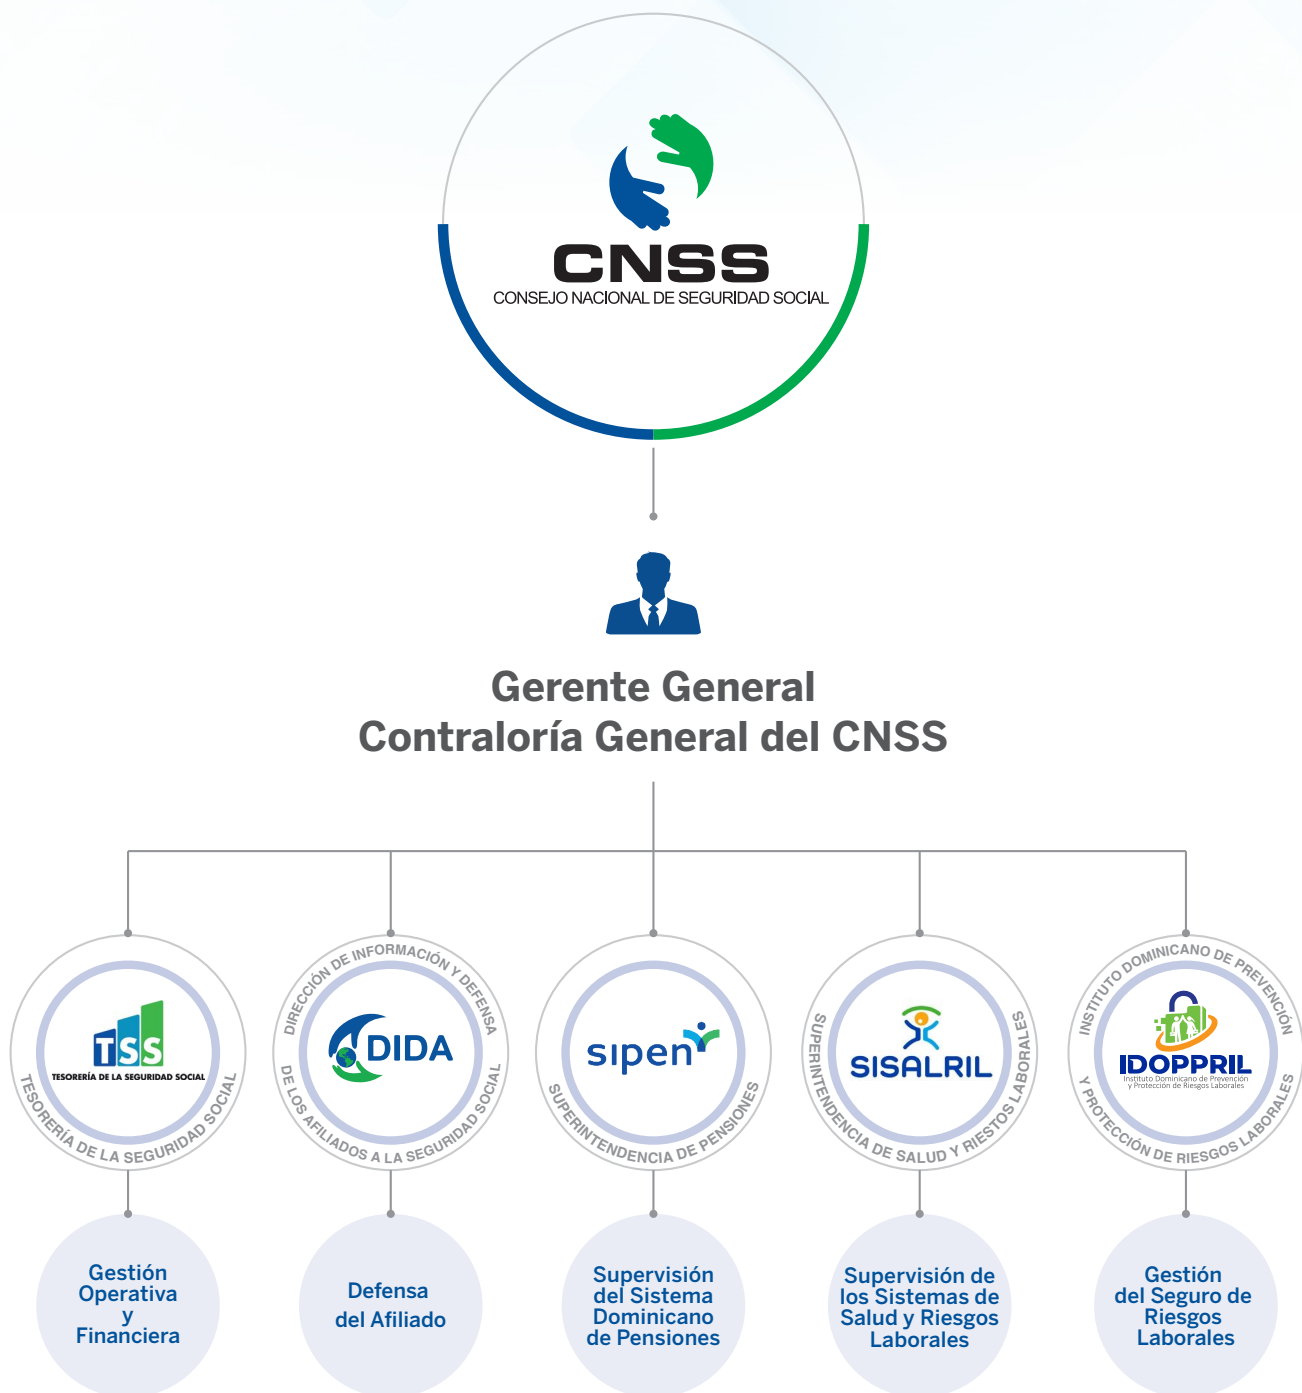 CNSS
CONSEJO NACIONAL DE SEGURIDAD SOCIAL
Gerente General
Contraloría General del CNSS
TSS
TESORERÍA DE LA SEGURIDAD SOCIAL
TESORERÍA DE LA SEGURIDAD SOCIAL
DIRECCIÓN DE INFORMACIÓN Y DEFENSA
DIDA
DE LOS AFILIADOS A LA SEGURIDAD SOCIAL
sipen
SUPERINTENDENCIA DE PENSIONES
SISALRIL
SUPERINTENDENCIA DE SALUD Y RIESTOS LABORALES
INSTITUTO DOMINICANO DE PREVENCIÓN
IDOPPRIL
Instituto Dominicano de Prevención
y Protección de Riesgos Laborales
Y PROTECCIÓN DE RIESGOS LABORALES
Gestión
Operativa
y
Financiera
Defensa
del Afiliado
Supervisión
del Sistema
Dominicano
de Pensiones
Supervisión de
los Sistemas de
Salud y Riesgos
Laborales
Gestión
del Seguro de
Riesgos
Laborales